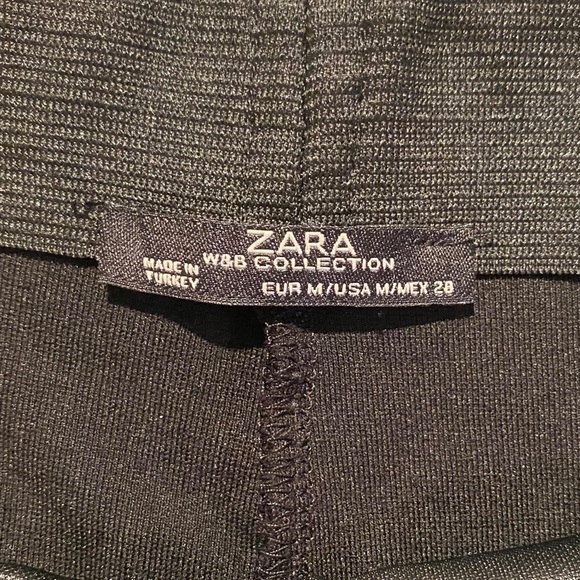 ZARA
W&B COLLECTION
MADE IN
TURKEY
EUR M/USA M/MEX 28